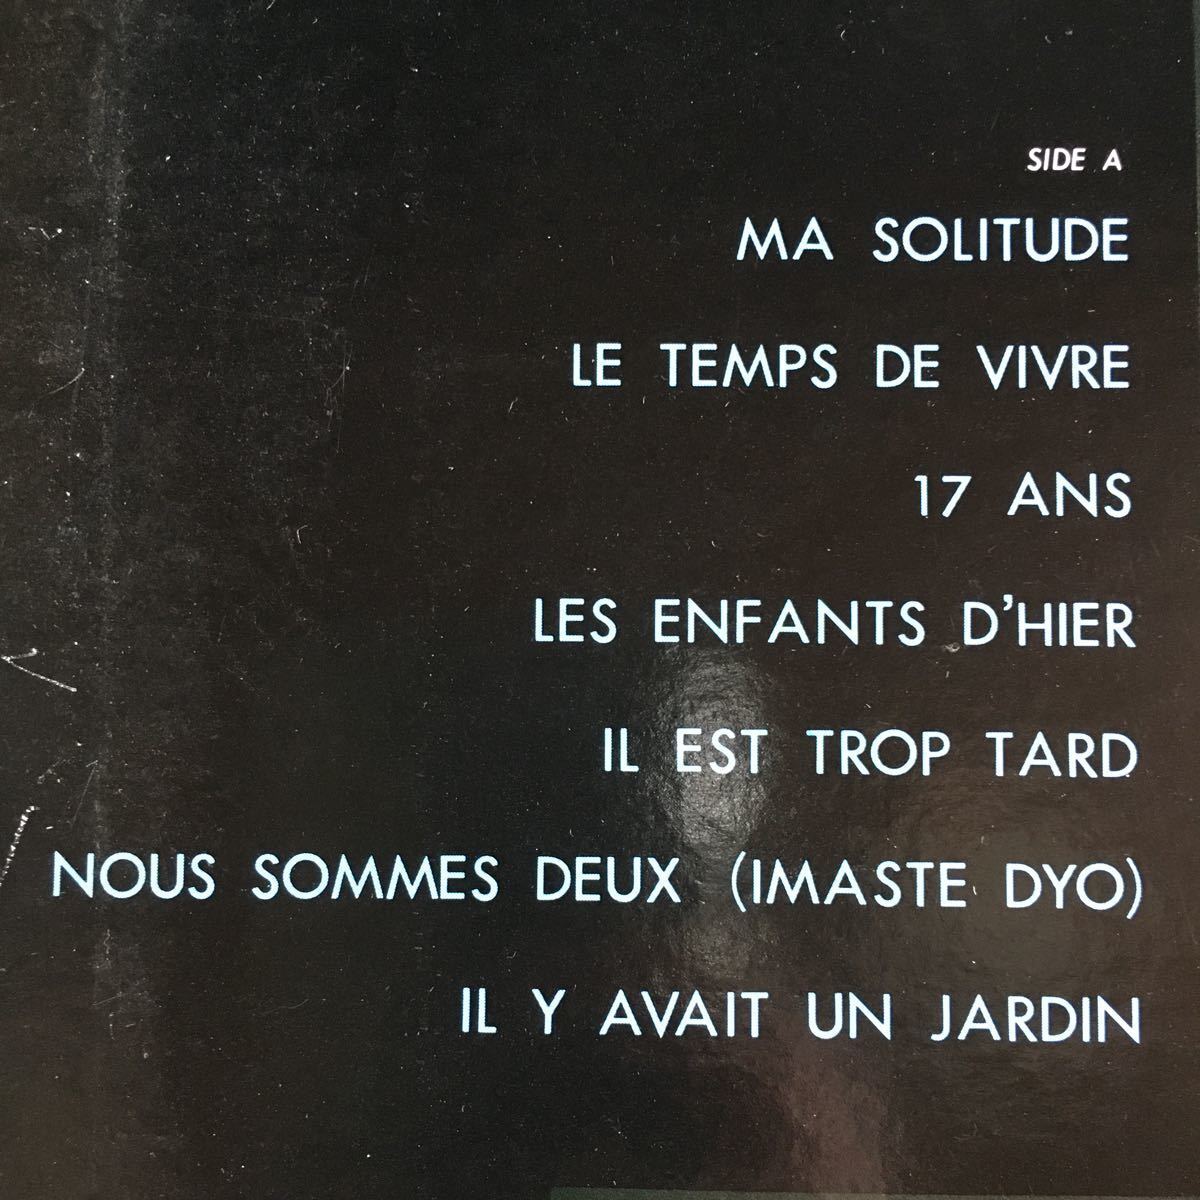 SIDE A
MA SOLITUDE
LE TEMPS DE VIVRE
17 ANS
LES ENFANTS D'HIER
IL EST TROP TARD
NOUS SOMMES DEUX (IMASTE DYO)
IL Y AVAIT UN JARDIN